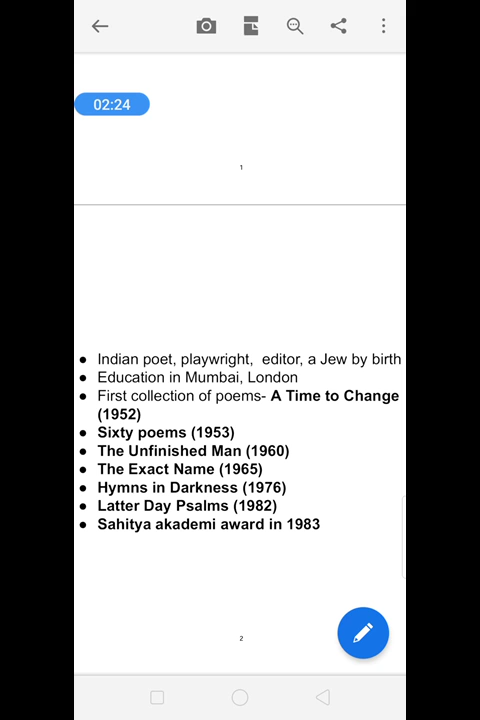 02:24
1
● Indian poet, playwright, editor, a Jew by birth
● Education in Mumbai, London
● First collection of poems- A Time to Change
(1952)
● Sixty poems (1953)
● The Unfinished Man (1960)
● The Exact Name (1965)
● Hymns in Darkness (1976)
● Latter Day Psalms (1982)
● Sahitya akademi award in 1983
2